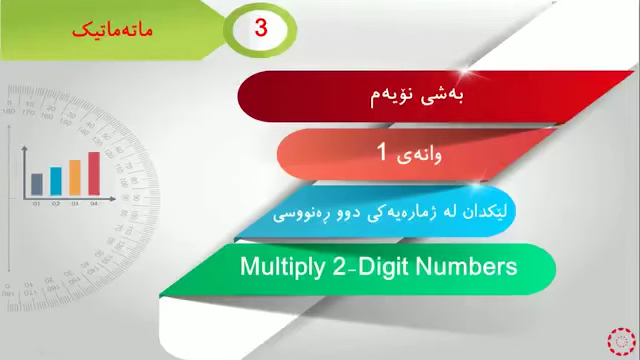 ماتەماتیک
3
بەشی نۆیەم
وانەی 1
لێکدان لە ژمارەیەکی دوو ڕەنووسی
Multiply 2-Digit Numbers